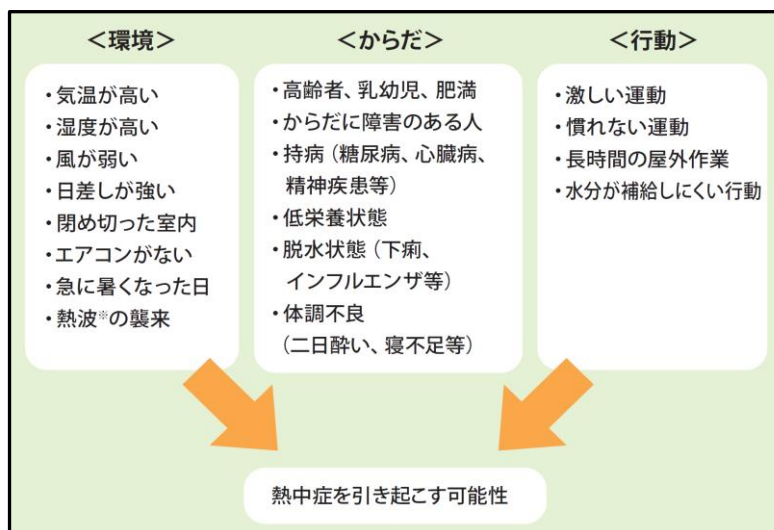 ＜環境＞
・気温が高い
・湿度が高い
・風が弱い
・日差しが強い
・閉め切った室内
・エアコンがない
・急に暑くなった日
・熱波※の襲来
＜からだ＞
・高齢者、乳幼児、肥満
・からだに障害のある人
・持病（糖尿病、心臓病、
精神疾患等）
・低栄養状態
・脱水状態（下痢、
インフルエンザ等）
・体調不良
（二日酔い、寝不足等）
＜行動＞
・激しい運動
・慣れない運動
・長時間の屋外作業
・水分が補給しにくい行動
熱中症を引き起こす可能性